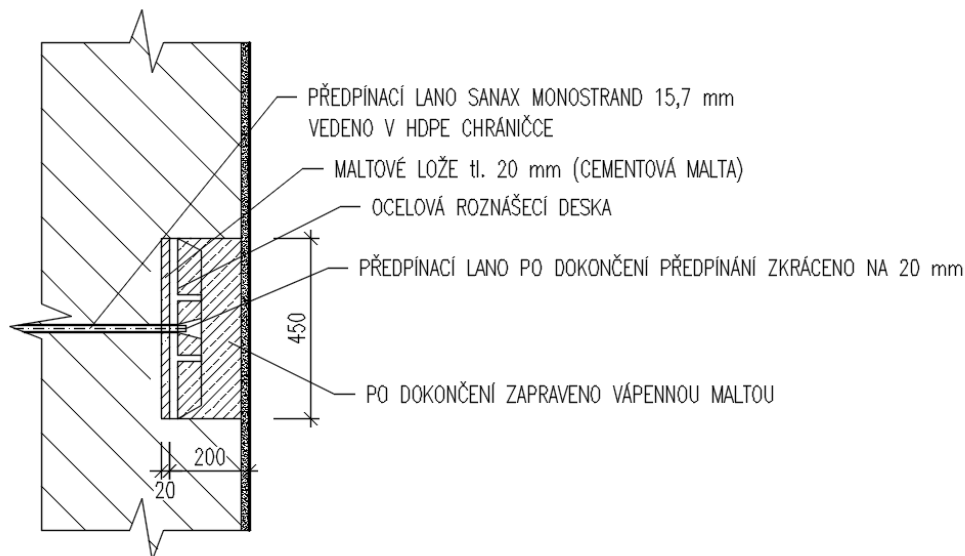 PŘEDPÍNACÍ LANO SANAX MONOSTRAND 15,7 mm
VEDENO V HDPE CHRÁNIČCE
MALTOVÉ LOŽE tl. 20 mm (CEMENTOVÁ MALTA)
OCELOVÁ ROZNÁŠECÍ DESKA
PŘEDPÍNACÍ LANO PO DOKONČENÍ PŘEDPÍNÁNÍ ZKRÁCENO NA 20 mm
450
PO DOKONČENÍ ZAPRAVENO VÁPENNOU MALTOU
200
20